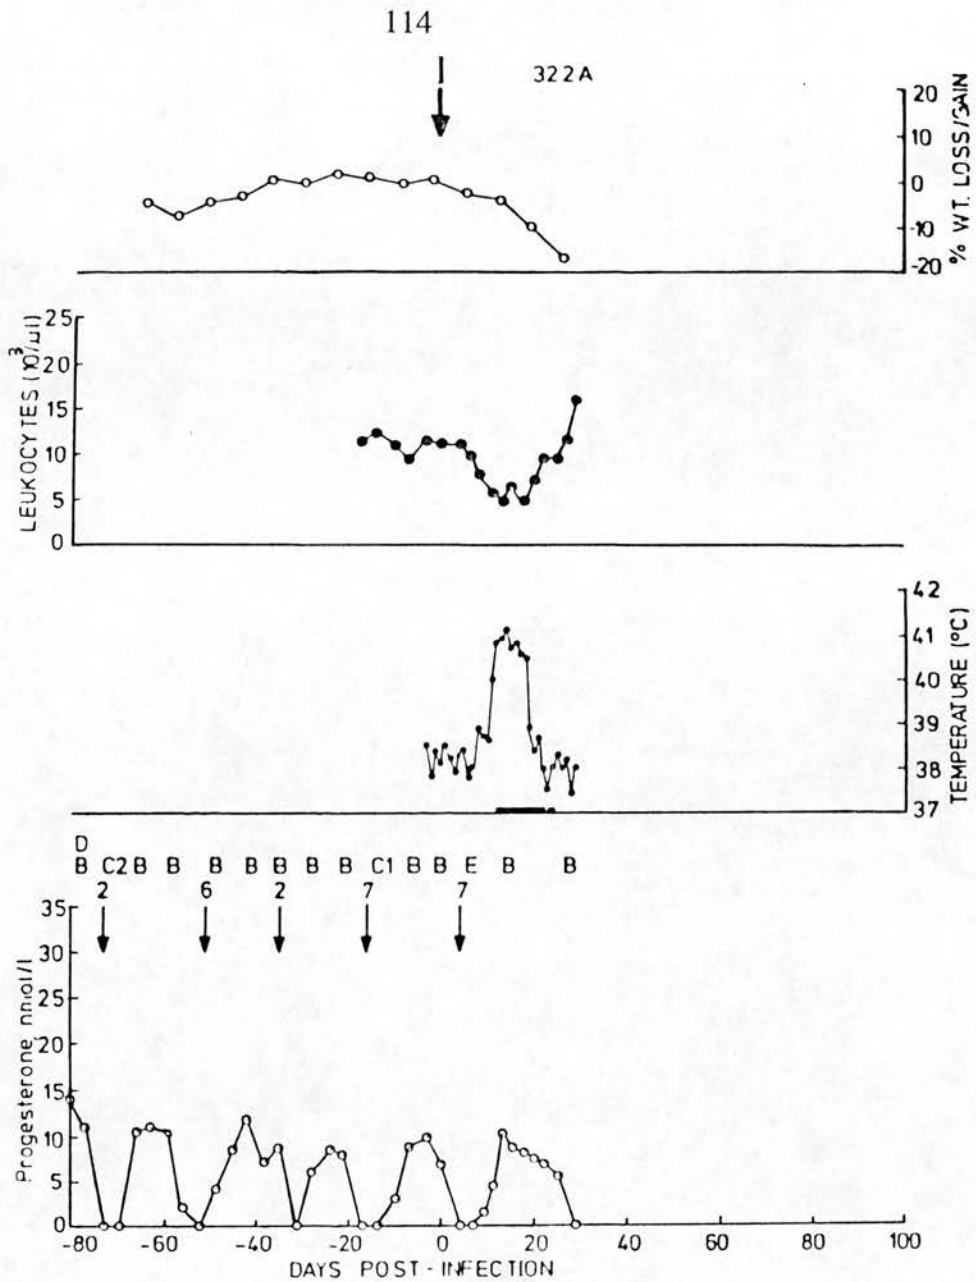 114
322A
20
10
0
-10
-20
% WT. LOSS/GAIN
25
20
15
10
5
0
LEUKOCYTES (10³/µl)
42
41
40
39
38
37
TEMPERATURE (°C)
D
B C2 B B B B B B B C1 B B E B B
2 6 2 7 7
35
30
25
20
15
10
5
0
Progesterone nmol/l
-80 -60 -40 -20 0 20 40 60 80 100
DAYS POST-INFECTION